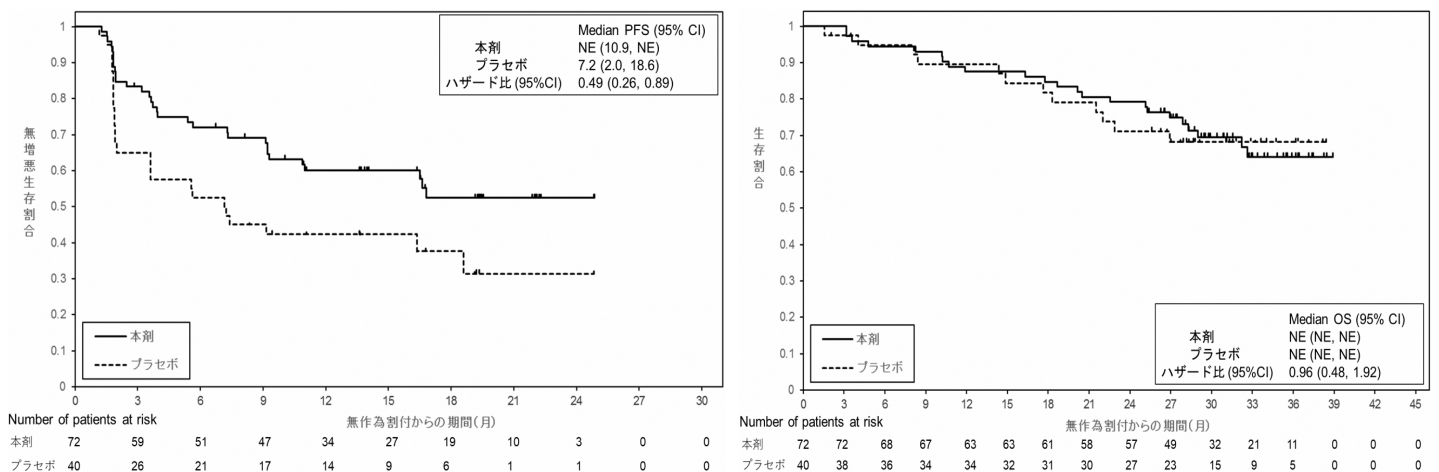 1
0.9
0.8
0.7
0.6
0.5
0.4
0.3
0.2
0.1
0
無増悪生存割合
Median PFS (95% CI)
本剤 NE (10.9, NE)
プラセボ 7.2 (2.0, 18.6)
ハザード比 (95%CI) 0.49 (0.26, 0.89)
本剤
プラセボ
0 3 6 9 12 15 18 21 24 27 30
Number of patients at risk
無作為割付からの期間(月)
本剤 72 59 51 47 34 27 19 10 3 0 0
プラセボ 40 26 21 17 14 9 6 1 1 0 0
1
0.9
0.8
0.7
0.6
0.5
0.4
0.3
0.2
0.1
0
生存割合
Median OS (95% CI)
本剤 NE (NE, NE)
プラセボ NE (NE, NE)
ハザード比 (95%CI) 0.96 (0.48, 1.92)
本剤
プラセボ
0 3 6 9 12 15 18 21 24 27 30 33 36 39 42 45
Number of patients at risk
無作為割付からの期間(月)
本剤 72 72 68 67 63 63 61 58 57 49 32 21 11 0 0 0
プラセボ 40 38 36 34 34 32 31 30 27 23 15 9 5 0 0 0